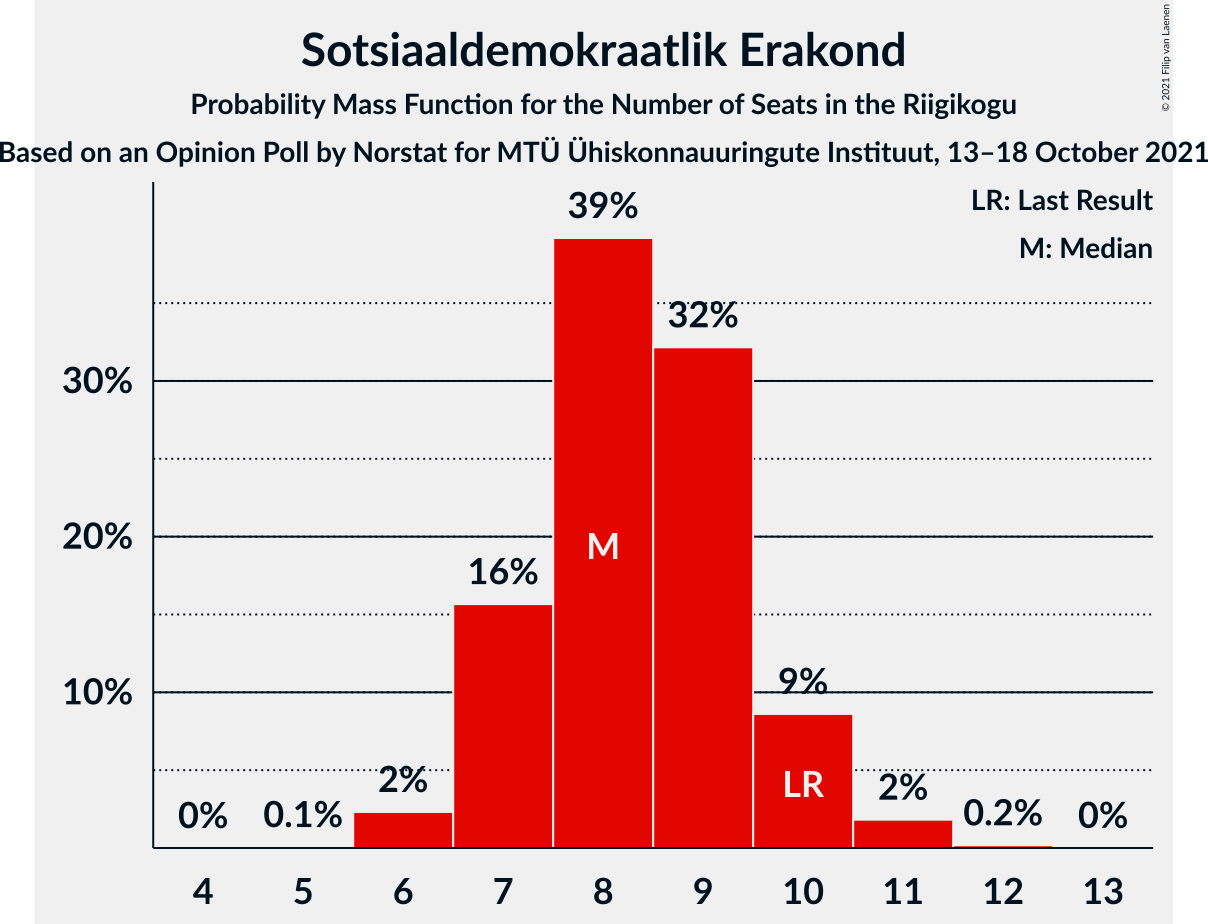 Sotsiaaldemokraatlik Erakond
Probability Mass Function for the Number of Seats in the Riigikogu
Based on an Opinion Poll by Norstat for MTÜ Ühiskonnauuringute Instituut, 13–18 October 2021
© 2021 Filip van Laenen
LR: Last Result
M: Median
39%
32%
30%
20%
16%
M
10%
9%
2%
LR
2%
0%
0.1%
0.2%
0%
4 5 6 7 8 9 10 11 12 13